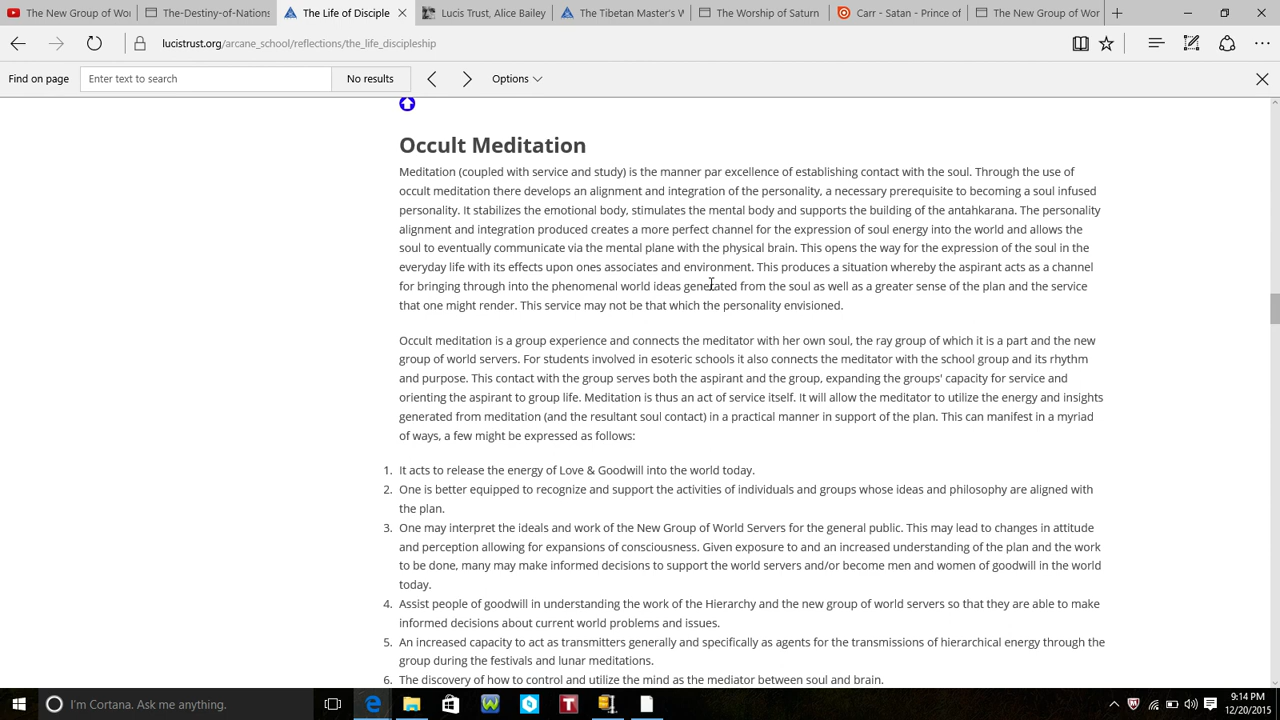 The New Group of Wor
The-Destiny-of-Nations
The Life of Disciple
Lucis Trust, Alice Bailey
The Tibetan Master's W
The Worship of Saturn
Carr - Satan - Prince of
The New Group of Wor
lucistrust.org/arcane_school/reflections/the_life_discipleship
Find on page
Enter text to search
No results
Options
Occult Meditation
Meditation (coupled with service and study) is the manner par excellence of establishing contact with the soul. Through the use of
occult meditation there develops an alignment and integration of the personality, a necessary prerequisite to becoming a soul infused
personality. It stabilizes the emotional body, stimulates the mental body and supports the building of the antahkarana. The personality
alignment and integration produced creates a more perfect channel for the expression of soul energy into the world and allows the
soul to eventually communicate via the mental plane with the physical brain. This opens the way for the expression of the soul in the
everyday life with its effects upon ones associates and environment. This produces a situation whereby the aspirant acts as a channel
for bringing through into the phenomenal world ideas generated from the soul as well as a greater sense of the plan and the service
that one might render. This service may not be that which the personality envisioned.
Occult meditation is a group experience and connects the meditator with her own soul, the ray group of which it is a part and the new
group of world servers. For students involved in esoteric schools it also connects the meditator with the school group and its rhythm
and purpose. This contact with the group serves both the aspirant and the group, expanding the groups' capacity for service and
orienting the aspirant to group life. Meditation is thus an act of service itself. It will allow the meditator to utilize the energy and insights
generated from meditation (and the resultant soul contact) in a practical manner in support of the plan. This can manifest in a myriad
of ways, a few might be expressed as follows:
1. It acts to release the energy of Love & Goodwill into the world today.
2. One is better equipped to recognize and support the activities of individuals and groups whose ideas and philosophy are aligned with
the plan.
3. One may interpret the ideals and work of the New Group of World Servers for the general public. This may lead to changes in attitude
and perception allowing for expansions of consciousness. Given exposure to and an increased understanding of the plan and the work
to be done, many may make informed decisions to support the world servers and/or become men and women of goodwill in the world
today.
4. Assist people of goodwill in understanding the work of the Hierarchy and the new group of world servers so that they are able to make
informed decisions about current world problems and issues.
5. An increased capacity to act as transmitters generally and specifically as agents for the transmissions of hierarchical energy through the
group during the festivals and lunar meditations.
6. The discovery of how to control and utilize the mind as the mediator between soul and brain.
I'm Cortana. Ask me anything.
9:14 PM
12/20/2015